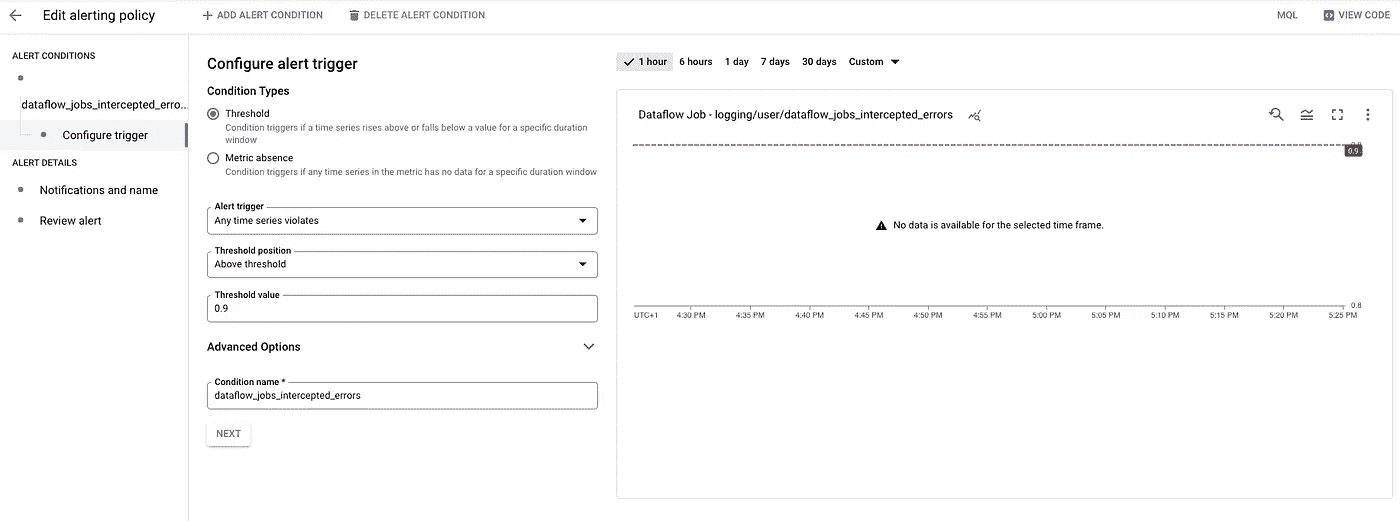 Edit alerting policy
ADD ALERT CONDITION
DELETE ALERT CONDITION
MQL
VIEW CODE
ALERT CONDITIONS
dataflow_jobs_intercepted_erro...
Configure trigger
ALERT DETAILS
Notifications and name
Review alert
Configure alert trigger
Condition Types
Threshold
Condition triggers if a time series rises above or falls below a value for a specific duration
window
Metric absence
Condition triggers if any time series in the metric has no data for a specific duration window
Alert trigger
Any time series violates
Threshold position
Above threshold
Threshold value
0.9
Advanced Options
Condition name *
dataflow_jobs_intercepted_errors
NEXT
1 hour
6 hours
1 day
7 days
30 days
Custom
Dataflow Job - logging/user/dataflow_jobs_intercepted_errors
0.9
No data is available for the selected time frame.
0.8
UTC+1 4:30 PM 4:35 PM 4:40 PM 4:45 PM 4:50 PM 4:55 PM 5:00 PM 5:05 PM 5:10 PM 5:15 PM 5:20 PM 5:25 PM